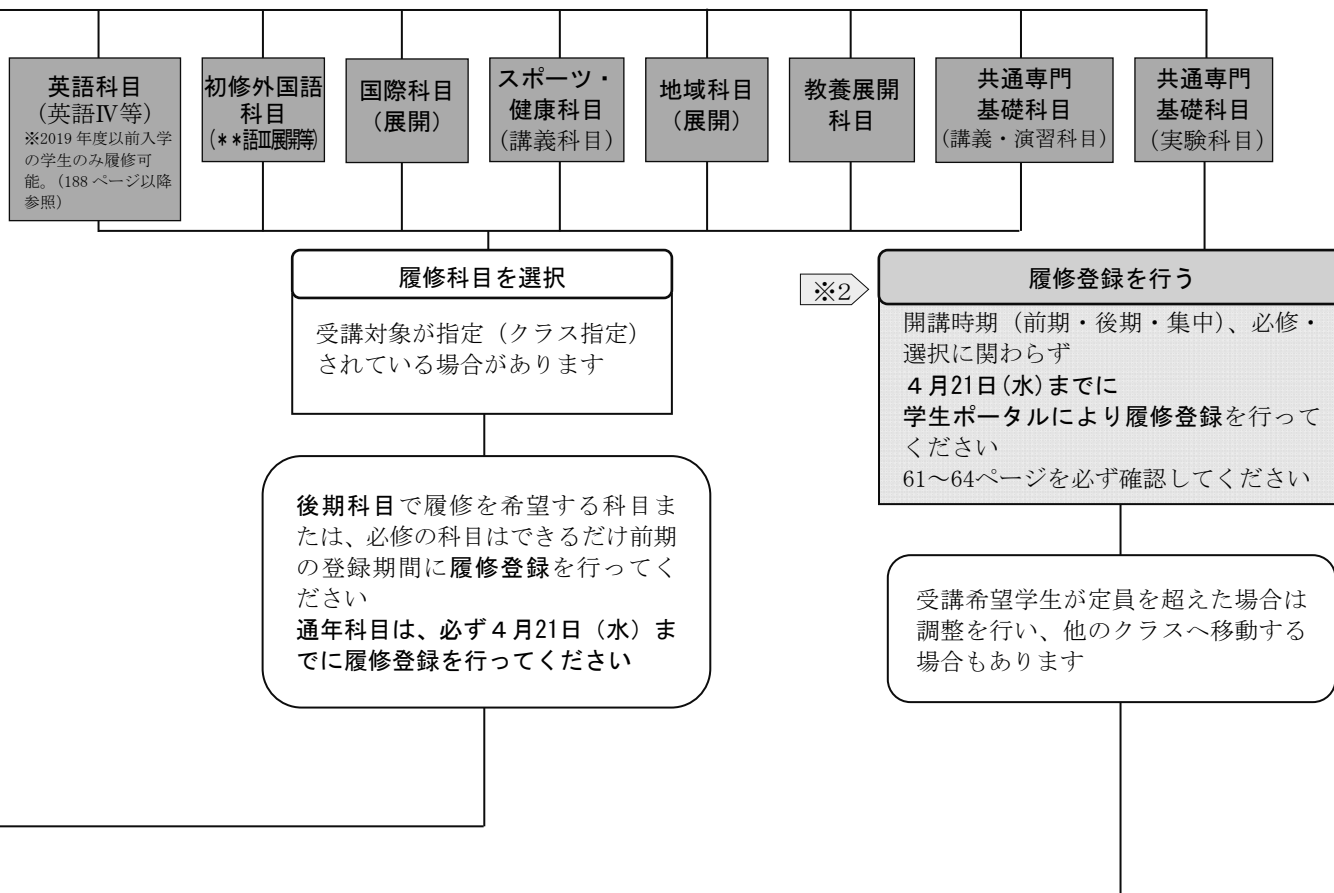 英語科目
(英語Ⅳ等)
※2019 年度以前入学
の学生のみ履修可
能。(188 ページ以降
参照)
初修外国語
科目
(**語Ⅲ展開等)
国際科目
(展開)
スポーツ・
健康科目
(講義科目)
地域科目
(展開)
教養展開
科目
共通専門
基礎科目
(講義・演習科目)
共通専門
基礎科目
(実験科目)
履修科目を選択
受講対象が指定(クラス指定)
されている場合があります
後期科目で履修を希望する科目ま
たは、必修の科目はできるだけ前期
の登録期間に履修登録を行ってく
ださい
通年科目は、必ず４月21日(水)ま
でに履修登録を行ってください
※2
履修登録を行う
開講時期(前期・後期・集中)、必修・
選択に関わらず
４月21日(水)までに
学生ポータルにより履修登録を行って
ください
61～64ページを必ず確認してください
受講希望学生が定員を超えた場合は
調整を行い、他のクラスへ移動する
場合もあります